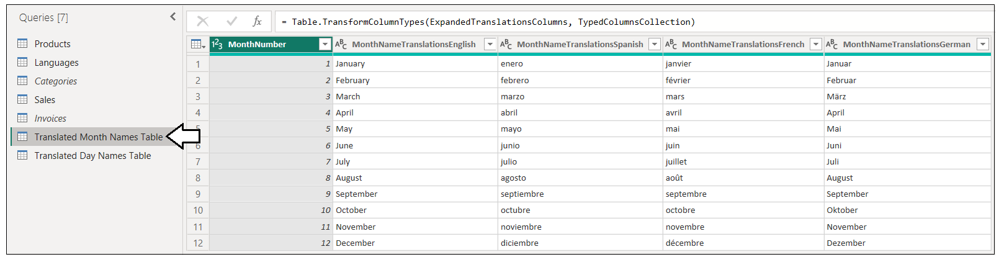 Queries [7]
= Table.TransformColumnTypes(ExpandedTranslationsColumns, TypedColumnsCollection)
Products
Languages
Categories
Sales
Invoices
Translated Month Names Table
Translated Day Names Table
MonthNumber MonthNameTranslationsEnglish MonthNameTranslationsSpanish MonthNameTranslationsFrench MonthNameTranslationsGerman
1 1 January enero janvier Januar
2 2 February febrero février Februar
3 3 March marzo mars März
4 4 April abril avril April
5 5 May mayo mai Mai
6 6 June junio juin Juni
7 7 July julio juillet Juli
8 8 August agosto août August
9 9 September septiembre septembre September
10 10 October octubre octobre Oktober
11 11 November noviembre novembre November
12 12 December diciembre décembre Dezember